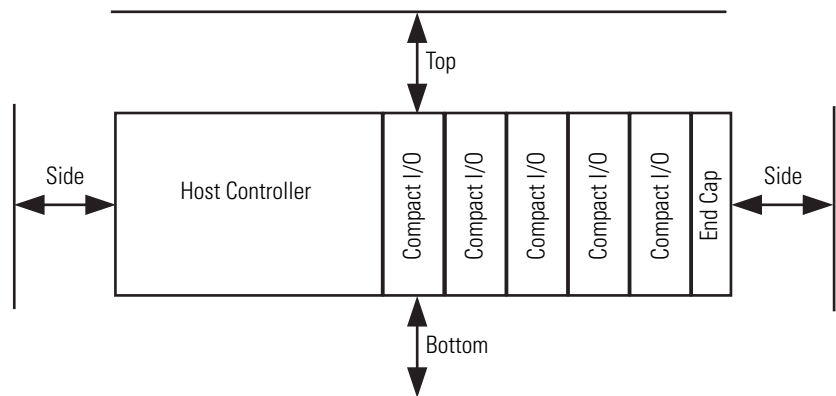 Top
Side
Host Controller
Compact I/O
Compact I/O
Compact I/O
Compact I/O
Compact I/O
End Cap
Side
Bottom